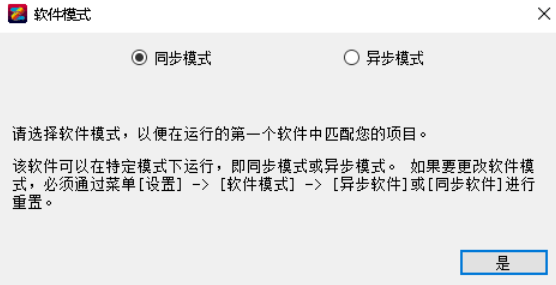 软件模式
同步模式 异步模式
请选择软件模式，以便在运行的第一个软件中匹配您的项目。
该软件可以在特定模式下运行，即同步模式或异步模式。 如果要更改软件模
式，必须通过菜单[设置] -> [软件模式] -> [异步软件]或[同步软件]进行
重置。
是